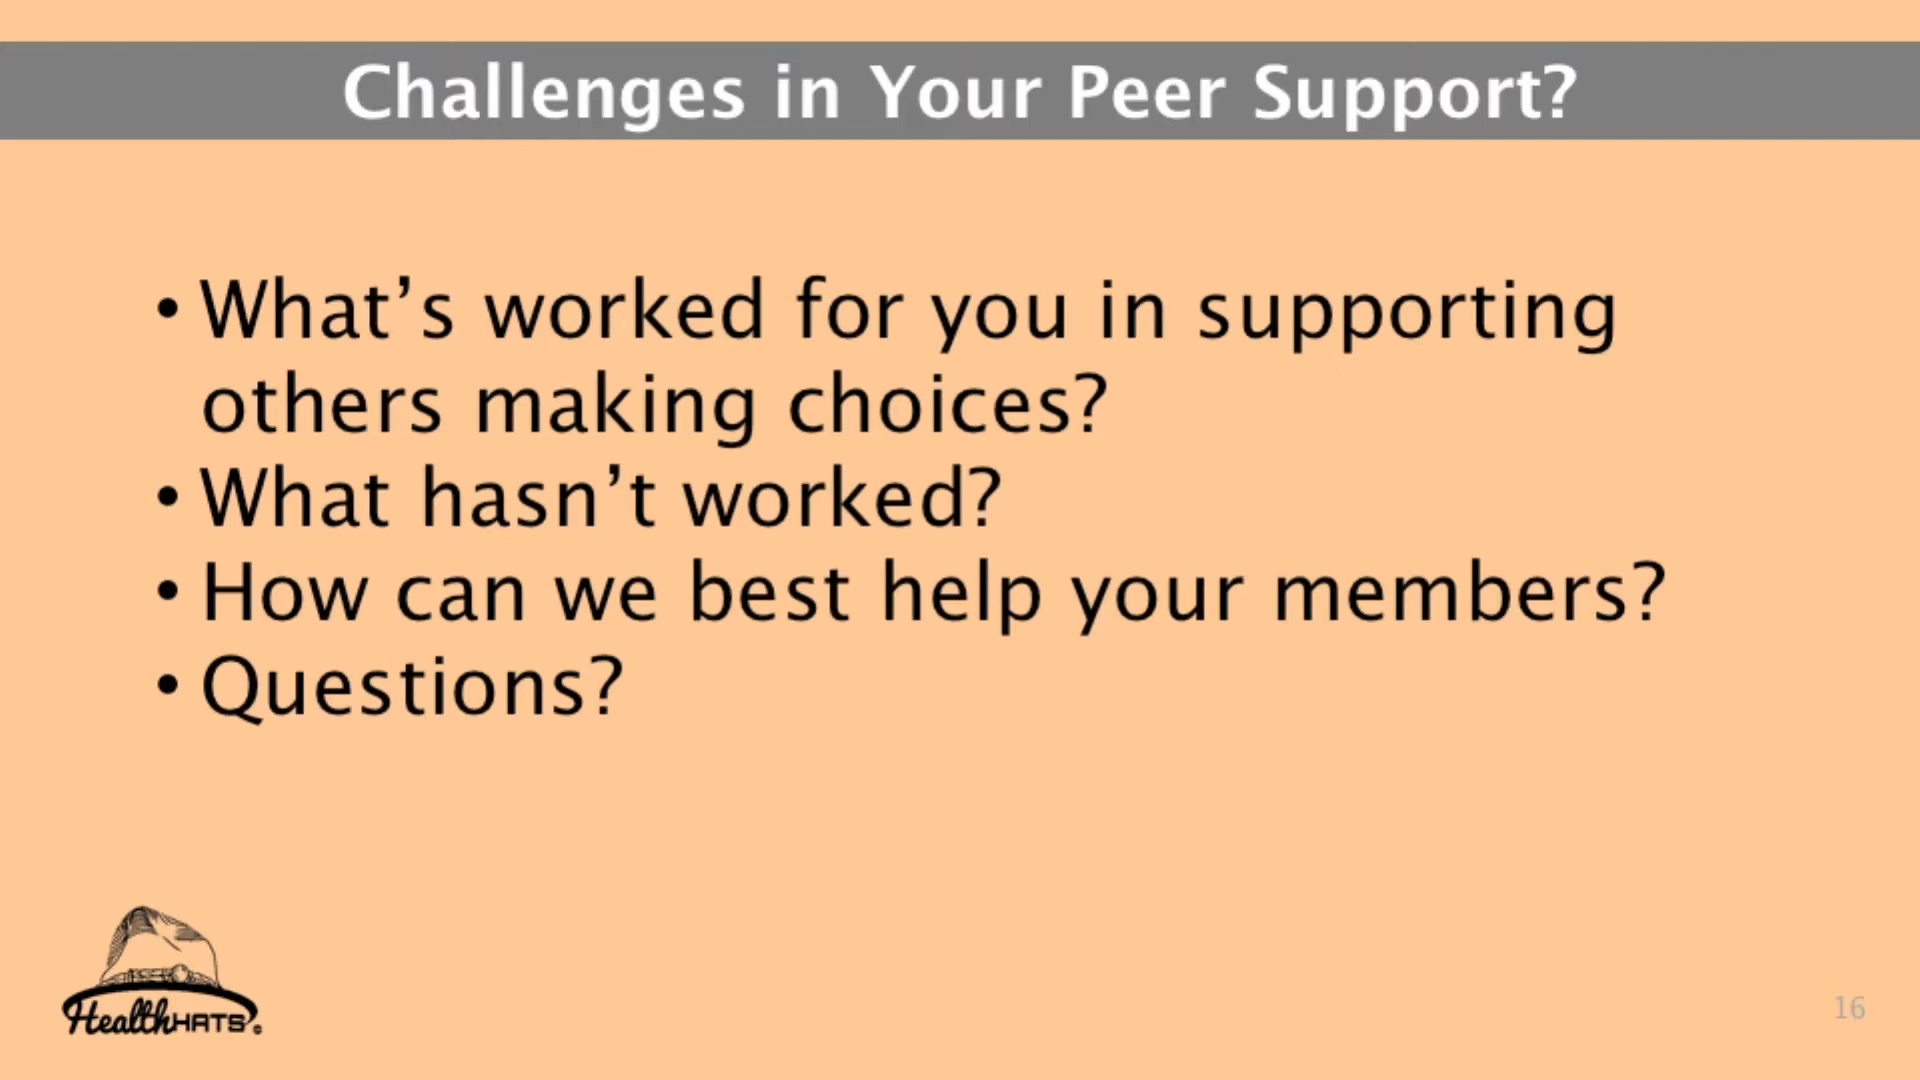 Challenges in Your Peer Support?
• What’s worked for you in supporting
others making choices?
• What hasn’t worked?
• How can we best help your members?
• Questions?
HealthHATS ©
16